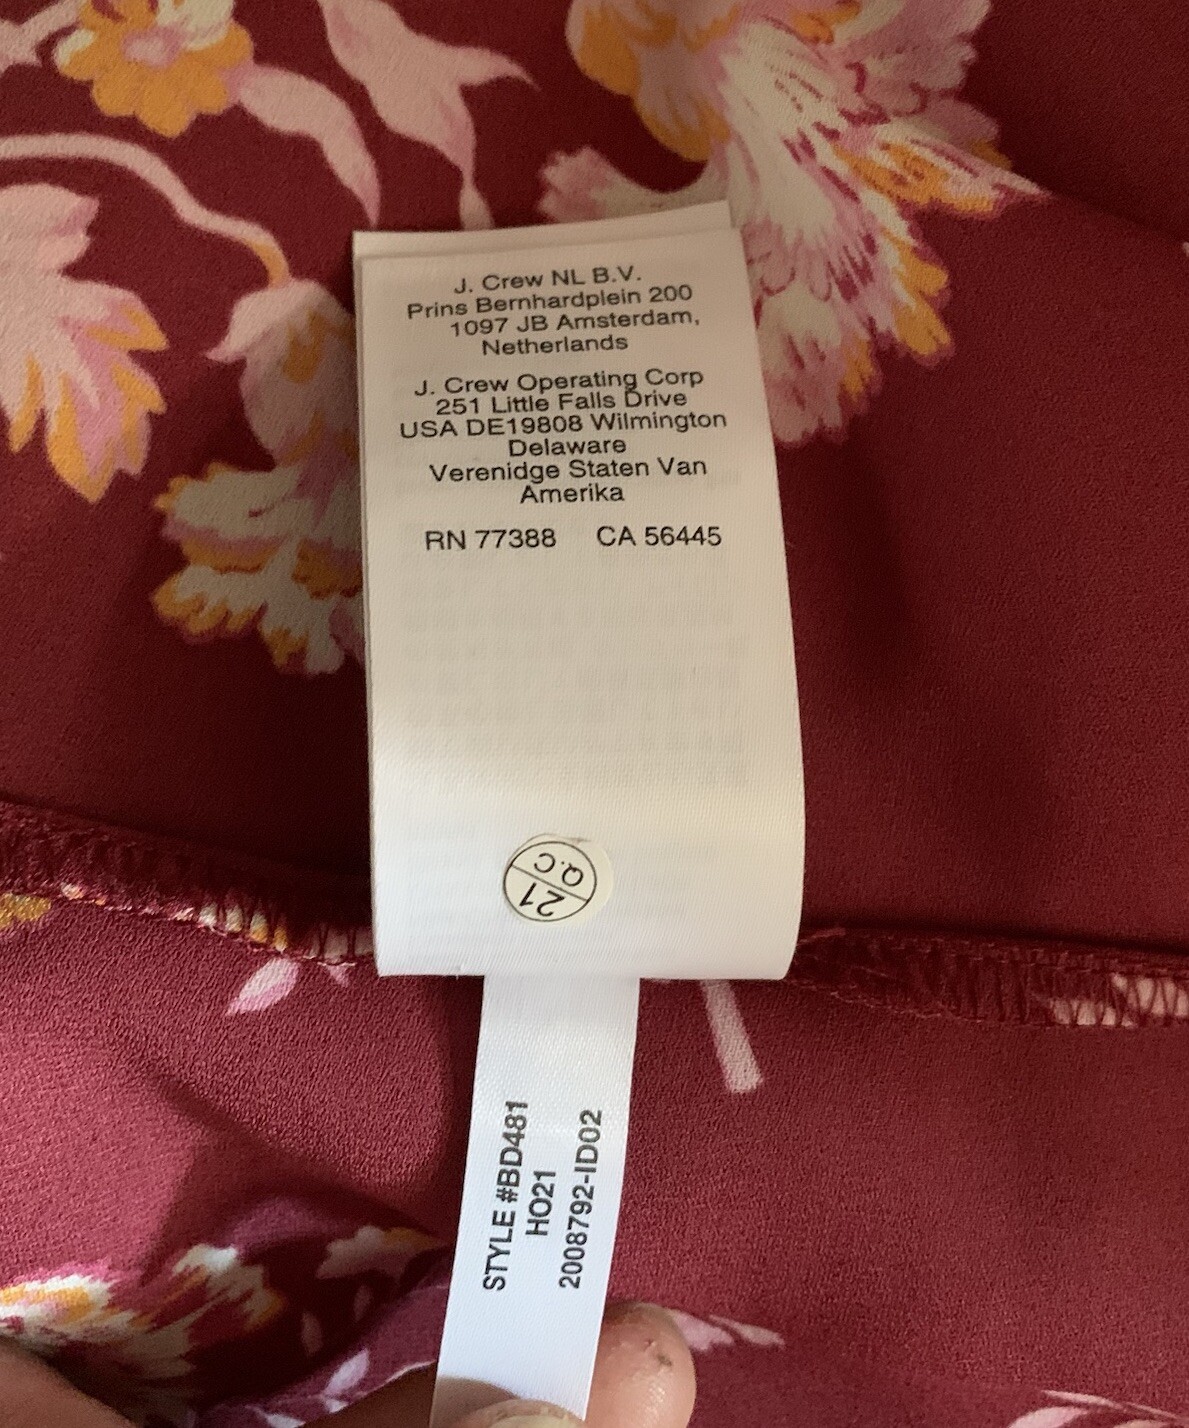 J. Crew NL B.V.
Prins Bernhardplein 200
1097 JB Amsterdam,
Netherlands
J. Crew Operating Corp
251 Little Falls Drive
USA DE19808 Wilmington
Delaware
Verenidge Staten Van
Amerika
RN 77388 CA 56445
Q.C
21
STYLE #BD481
HO21
2008792-ID02